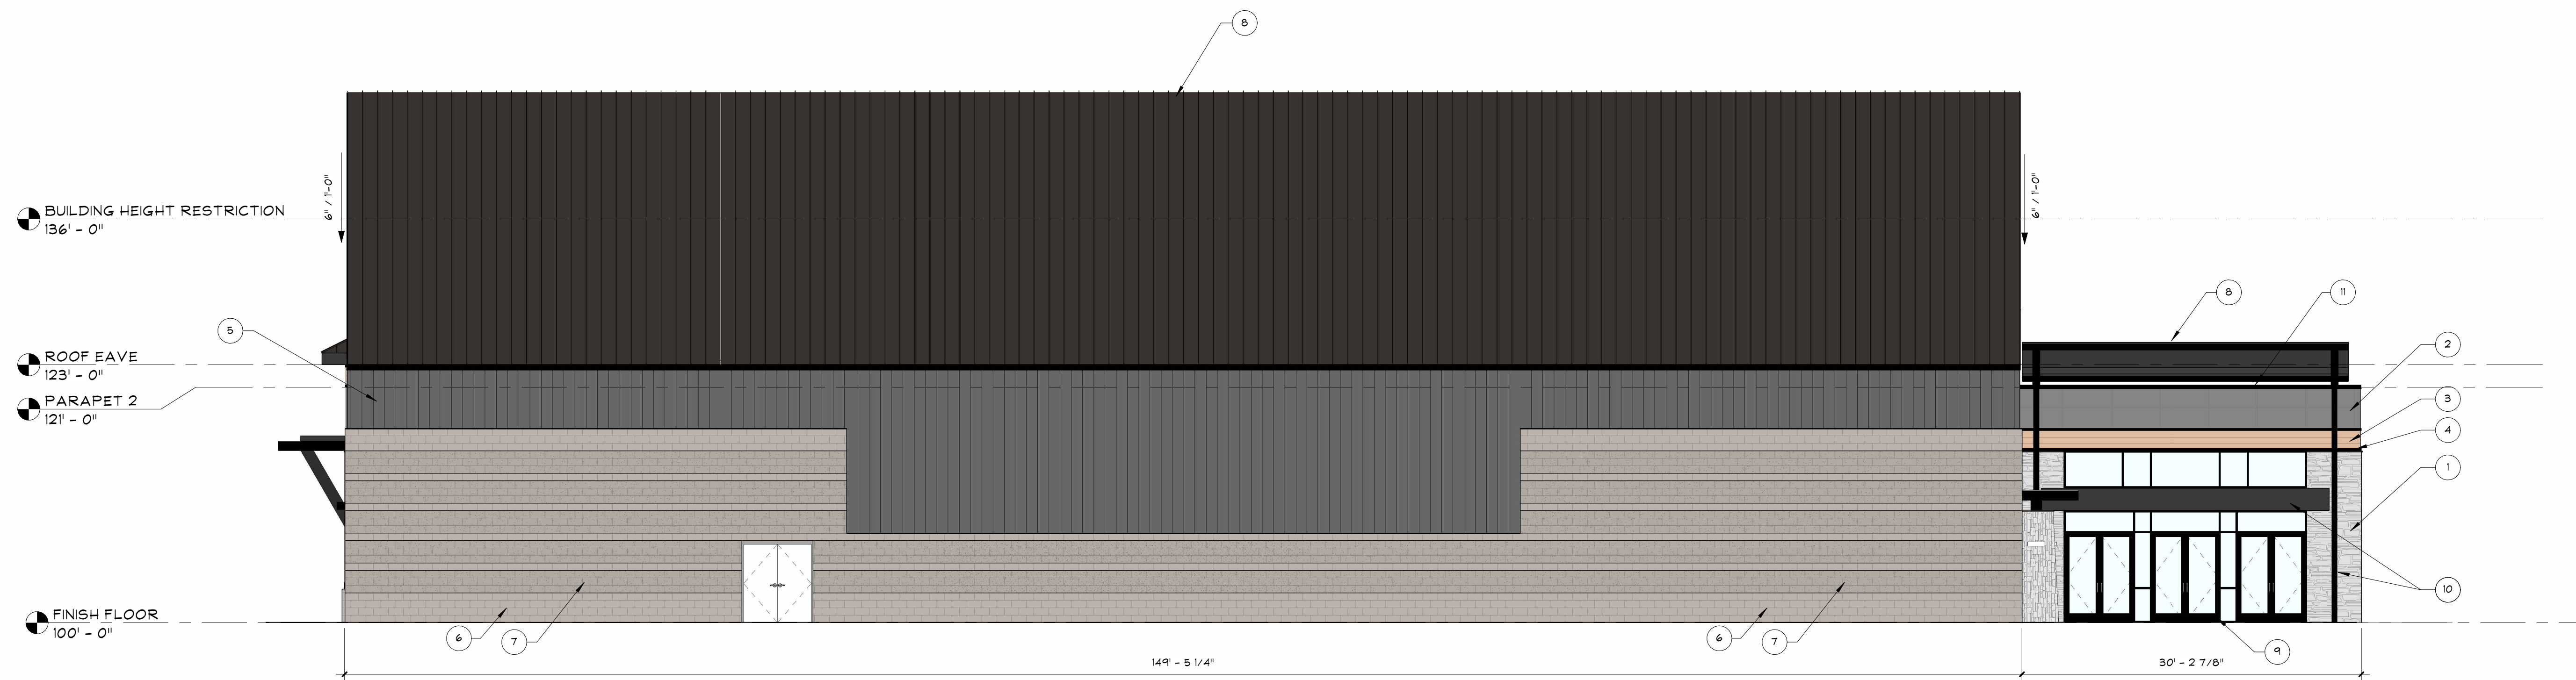 8
BUILDING HEIGHT RESTRICTION
136' - 0"
6" / 1'-0"
6" / 1'-0"
8
11
5
ROOF EAVE
123' - 0"
2
PARAPET 2
121' - 0"
3
4
1
10
FINISH FLOOR
100' - 0"
6
7
6
7
9
149' - 5 1/4"
30' - 2 7/8"